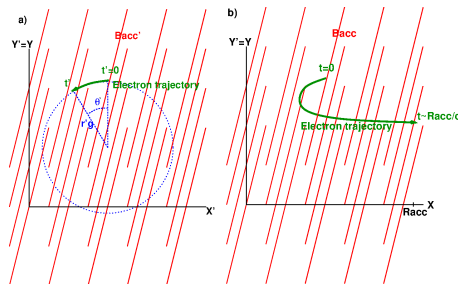 a)
Y'=Y
Bacc'
t'=0
t'
Electron trajectory
θ'
r'g
X'
b)
Y'=Y
Bacc
t=0
t~Racc/c
Electron trajectory
X
Racc